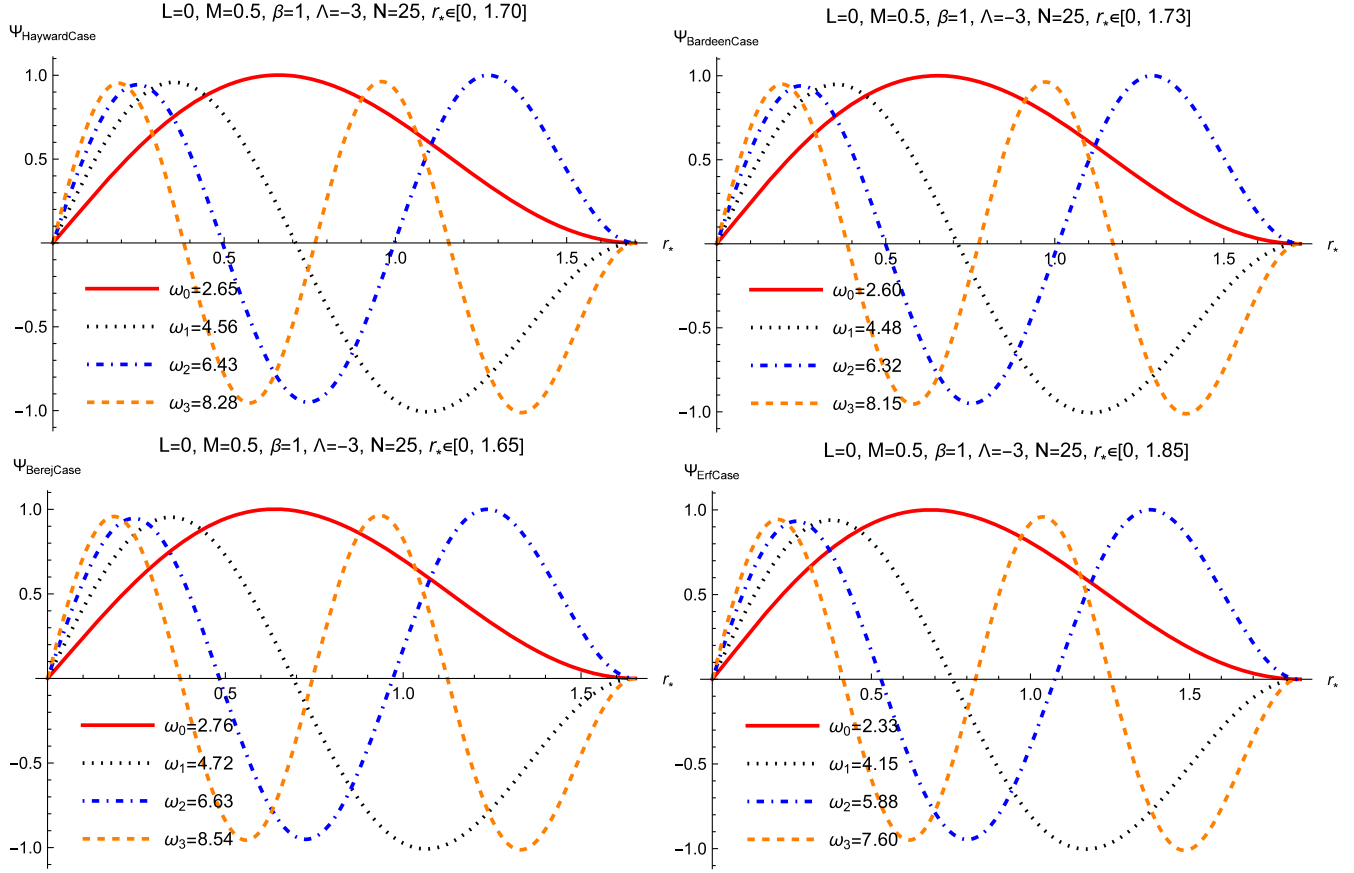 L=0, M=0.5, β=1, Λ=−3, N=25, r*∈[0, 1.70]
Ψ_HaywardCase
1.0
0.5
r*
0.5
1.0
1.5
−0.5
−1.0
ω₀=2.65
ω₁=4.56
ω₂=6.43
ω₃=8.28
L=0, M=0.5, β=1, Λ=−3, N=25, r*∈[0, 1.73]
Ψ_BardeenCase
1.0
0.5
r*
0.5
1.0
1.5
−0.5
−1.0
ω₀=2.60
ω₁=4.48
ω₂=6.32
ω₃=8.15
L=0, M=0.5, β=1, Λ=−3, N=25, r*∈[0, 1.65]
Ψ_BerejCase
1.0
0.5
r*
0.5
1.0
1.5
−0.5
−1.0
ω₀=2.76
ω₁=4.72
ω₂=6.63
ω₃=8.54
L=0, M=0.5, β=1, Λ=−3, N=25, r*∈[0, 1.85]
Ψ_ErfCase
1.0
0.5
r*
0.5
1.0
1.5
−0.5
−1.0
ω₀=2.33
ω₁=4.15
ω₂=5.88
ω₃=7.60